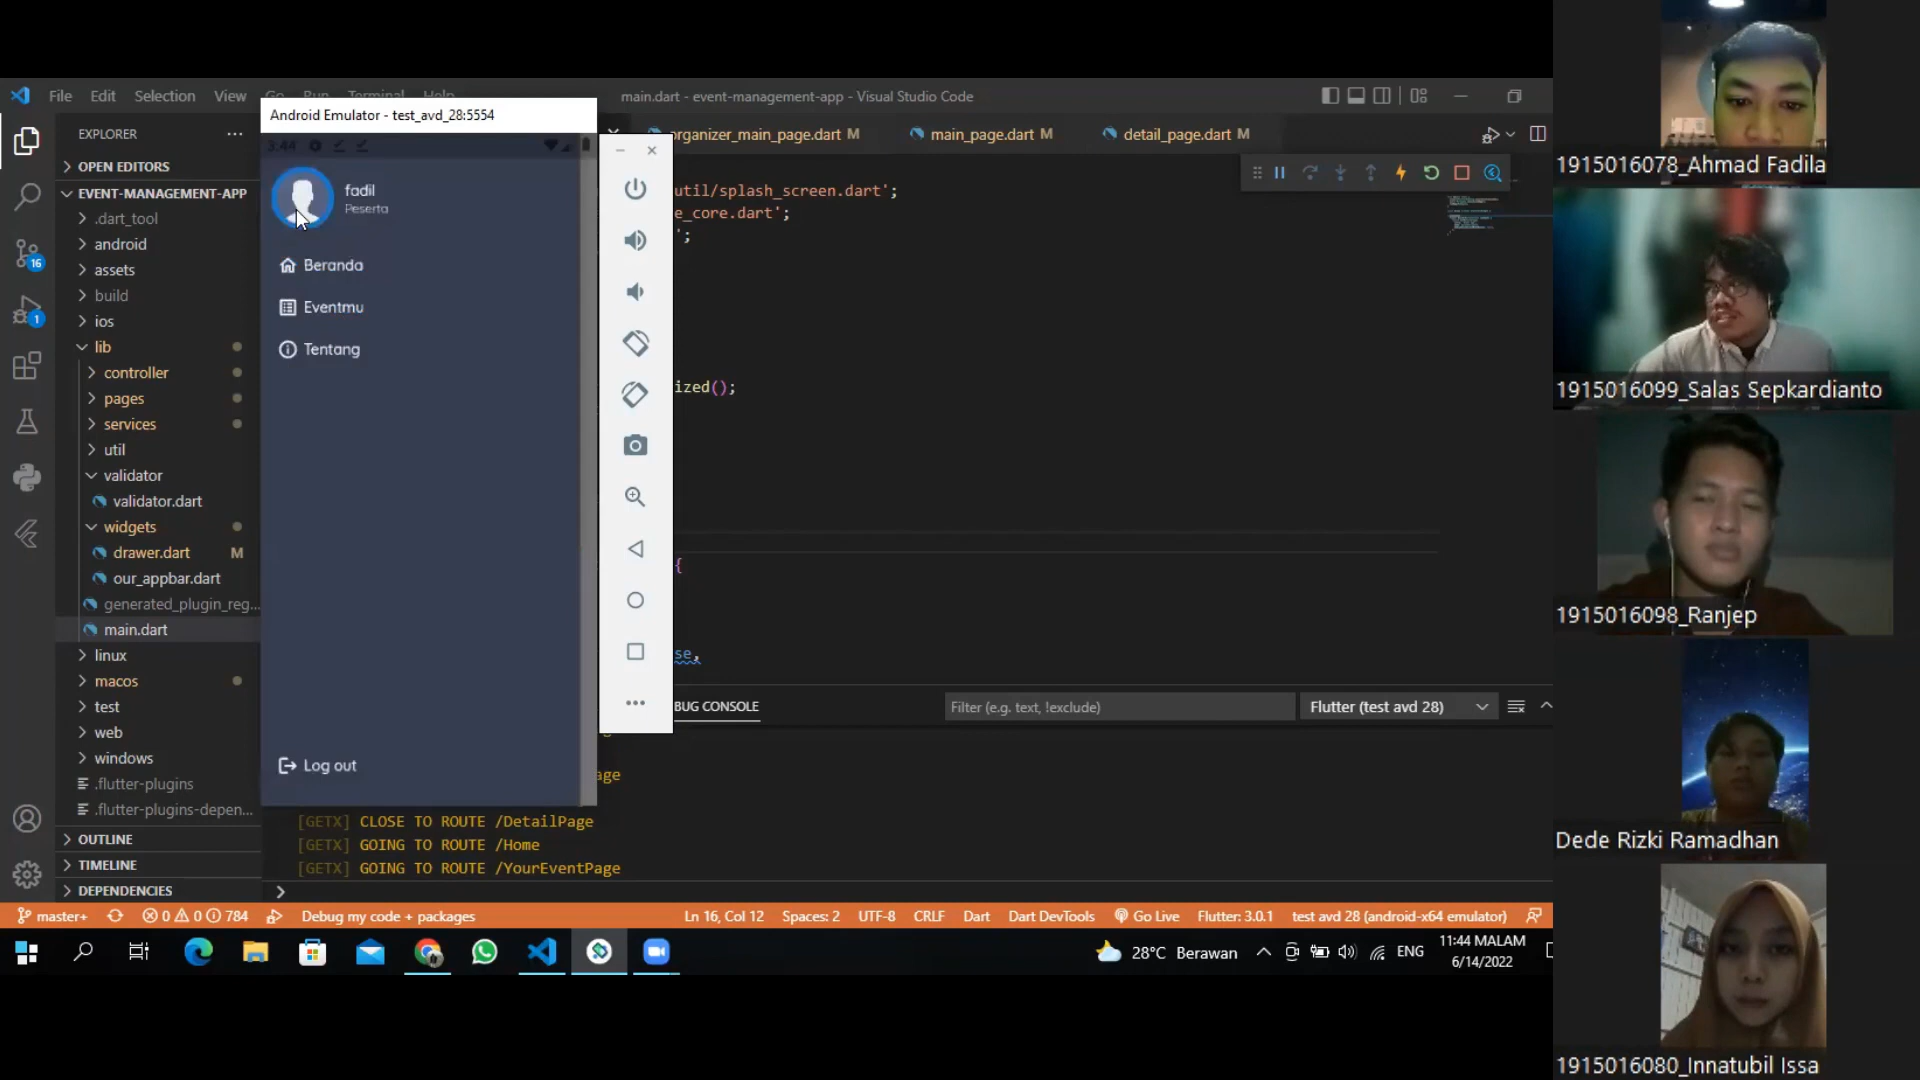 File Edit Selection View Go Run Terminal Help
main.dart - event-management-app - Visual Studio Code
Android Emulator - test_avd_28:5554
EXPLORER
organizer_main_page.dart M
main_page.dart M
detail_page.dart M
OPEN EDITORS
EVENT-MANAGEMENT-APP
.dart_tool
android
assets
build
ios
lib
controller
pages
services
util
validator
validator.dart
widgets
drawer.dart M
our_appbar.dart
generated_plugin_reg...
main.dart
linux
macos
test
web
windows
.flutter-plugins
.flutter-plugins-depen...
OUTLINE
TIMELINE
DEPENDENCIES
16
1
3:44
fadil
Peserta
Beranda
Eventmu
Tentang
Log out
util/splash_screen.dart';
e_core.dart';
';
ized();
{
se,
BUG CONSOLE
Filter (e.g. text, !exclude)
Flutter (test avd 28)
age
[GETX] CLOSE TO ROUTE /DetailPage
[GETX] GOING TO ROUTE /Home
[GETX] GOING TO ROUTE /YourEventPage
master+ 0 0 784 Debug my code + packages
Ln 16, Col 12 Spaces: 2 UTF-8 CRLF Dart Dart DevTools Go Live Flutter: 3.0.1 test avd 28 (android-x64 emulator)
28°C Berawan
ENG
11:44 MALAM
6/14/2022
1915016078_Ahmad Fadila
1915016099_Salas Sepkardianto
1915016098_Ranjep
Dede Rizki Ramadhan
1915016080_Innatubil Issa